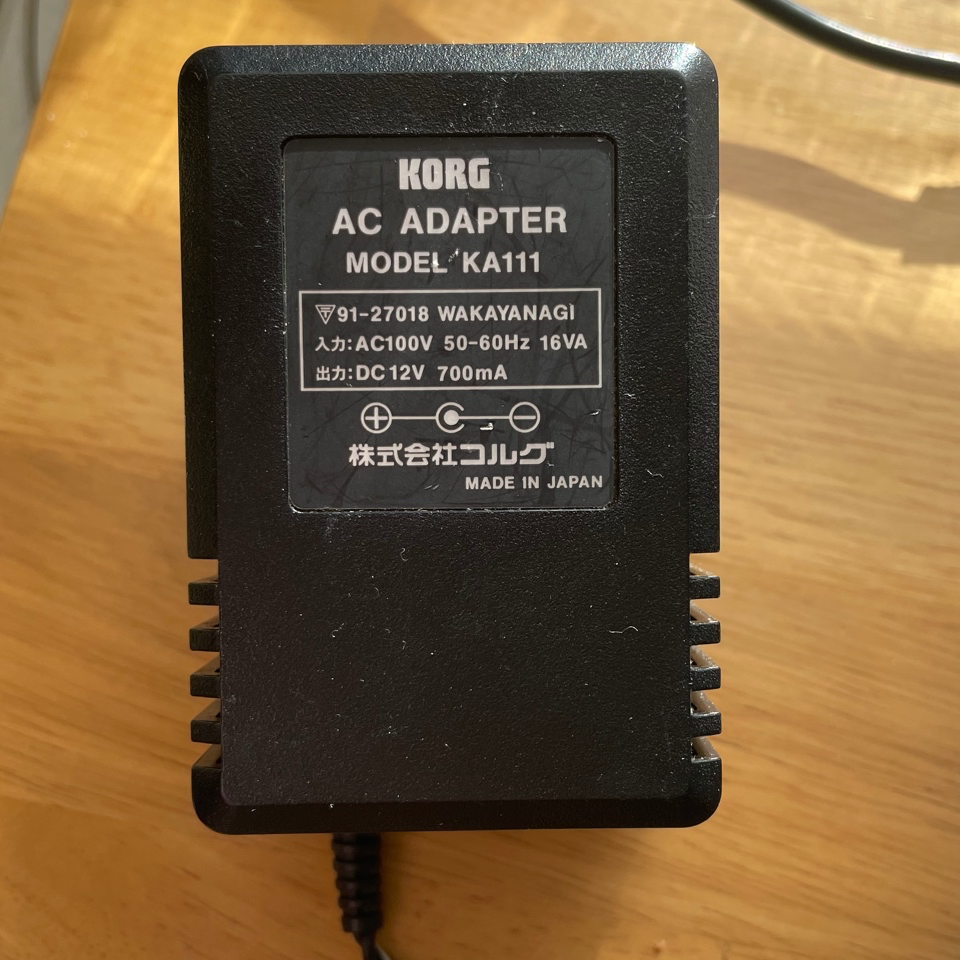 KORG
AC ADAPTER
MODEL KA111
91-27018 WAKAYANAGI
入力:AC100V 50-60Hz 16VA
出力:DC12V 700mA
株式会社コルグ
MADE IN JAPAN